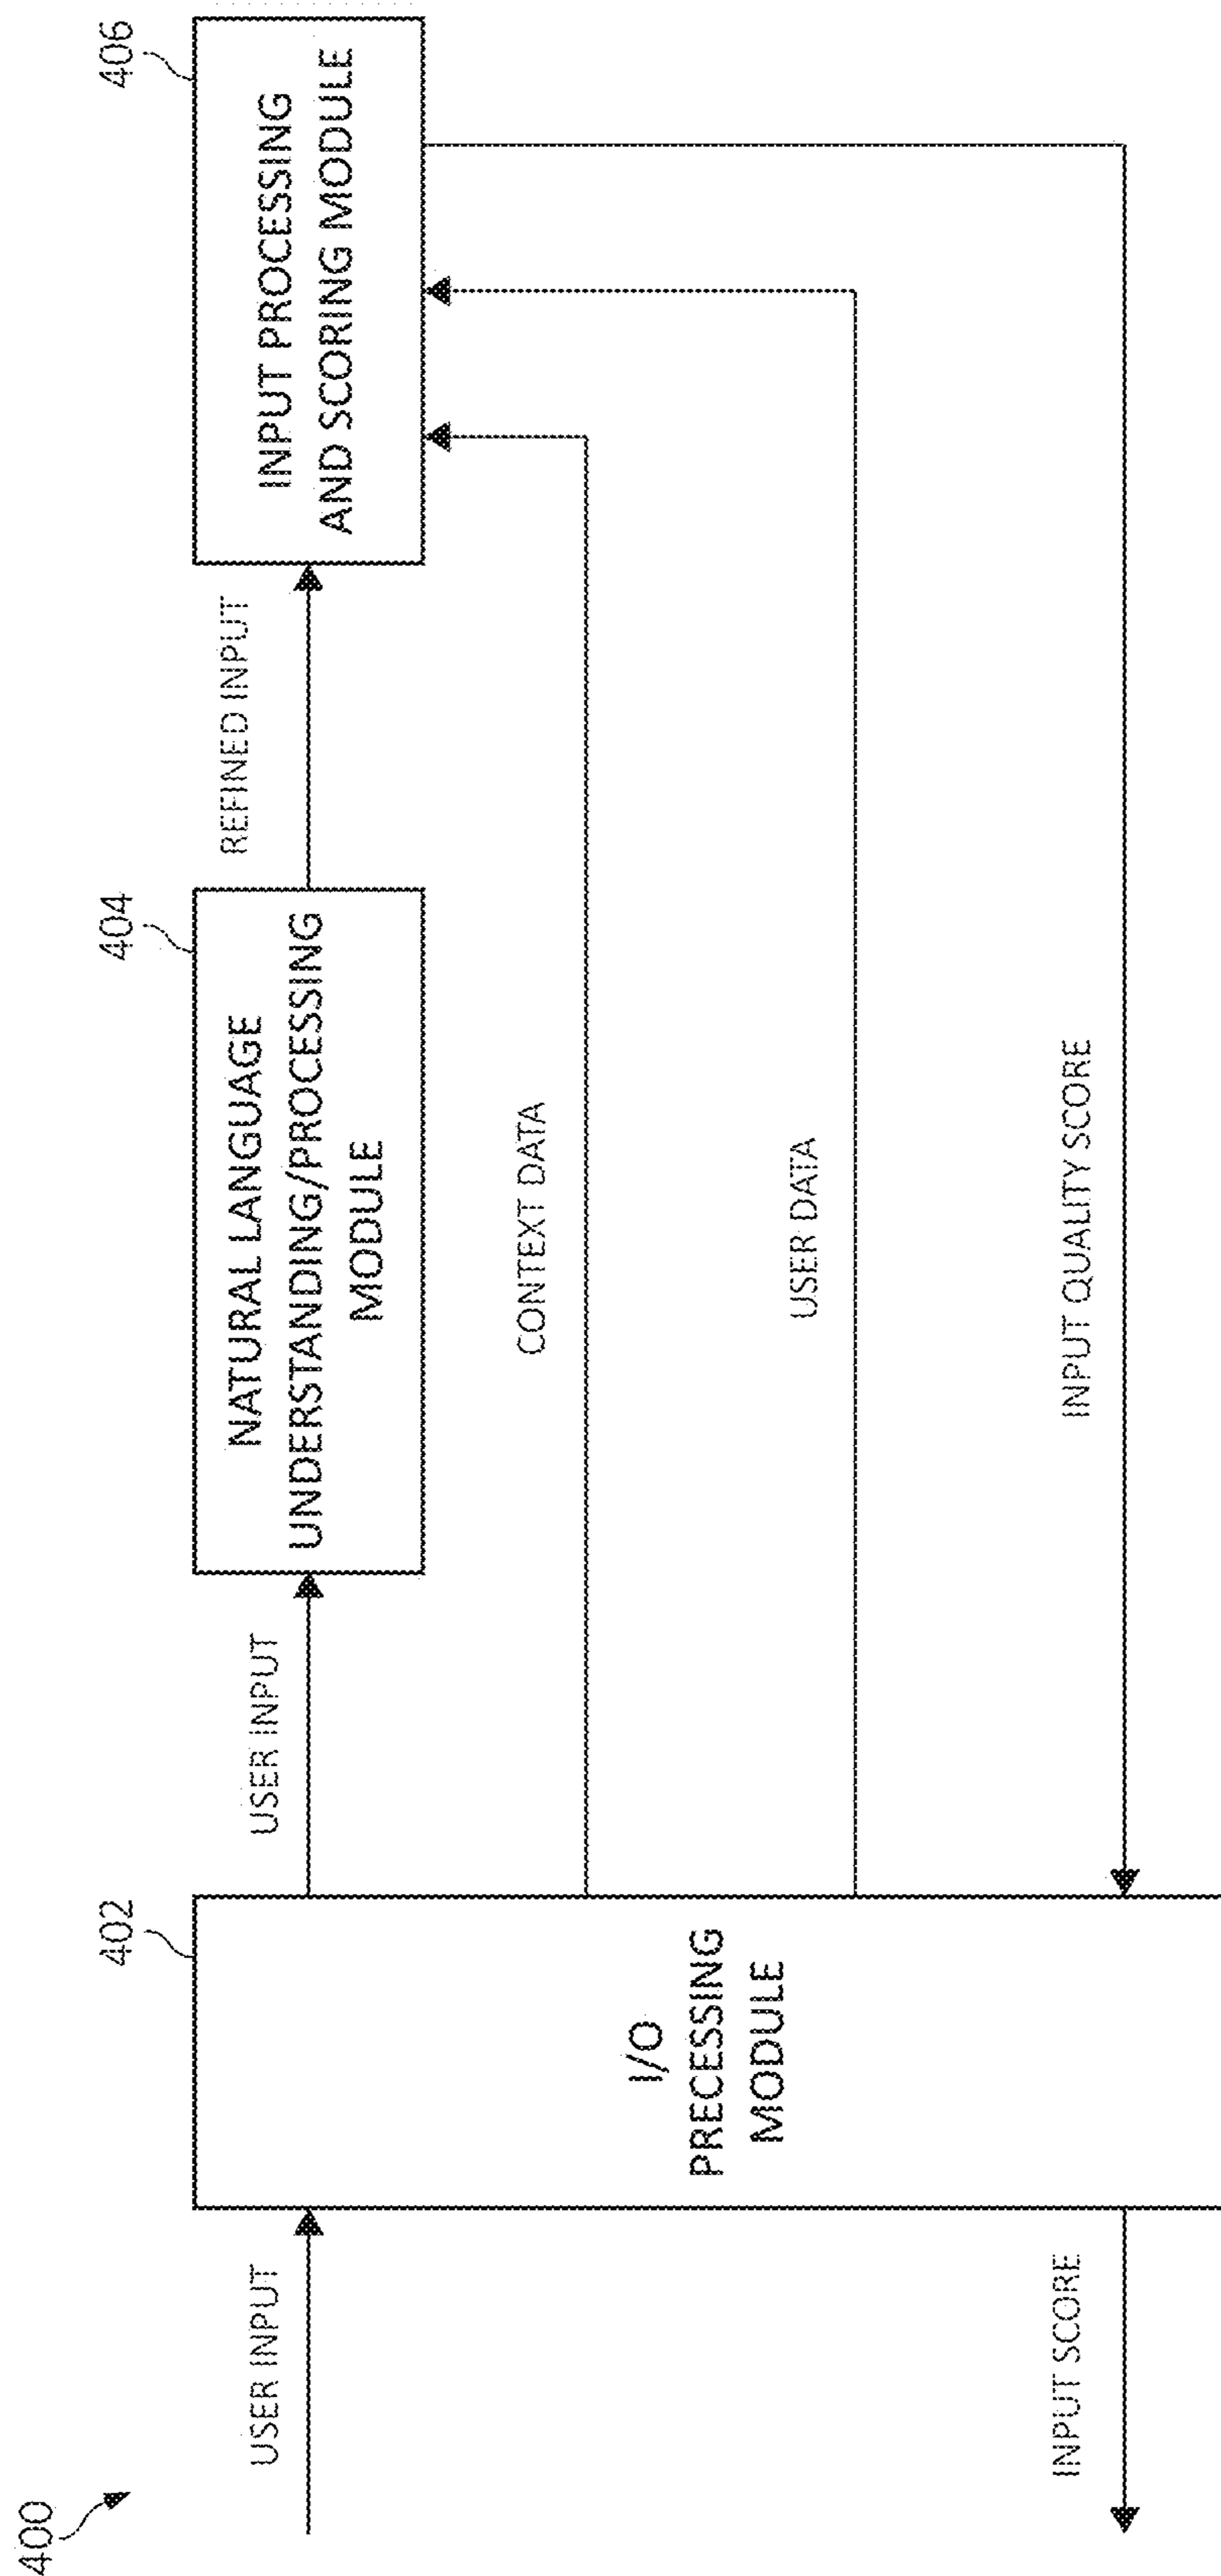 400
USER INPUT
INPUT SCORE
402
I/O
PRECESSING
MODULE
USER INPUT
404
NATURAL LANGUAGE
UNDERSTANDING/PROCESSING
MODULE
REFINED INPUT
406
INPUT PROCESSING
AND SCORING MODULE
CONTEXT DATA
USER DATA
INPUT QUALITY SCORE